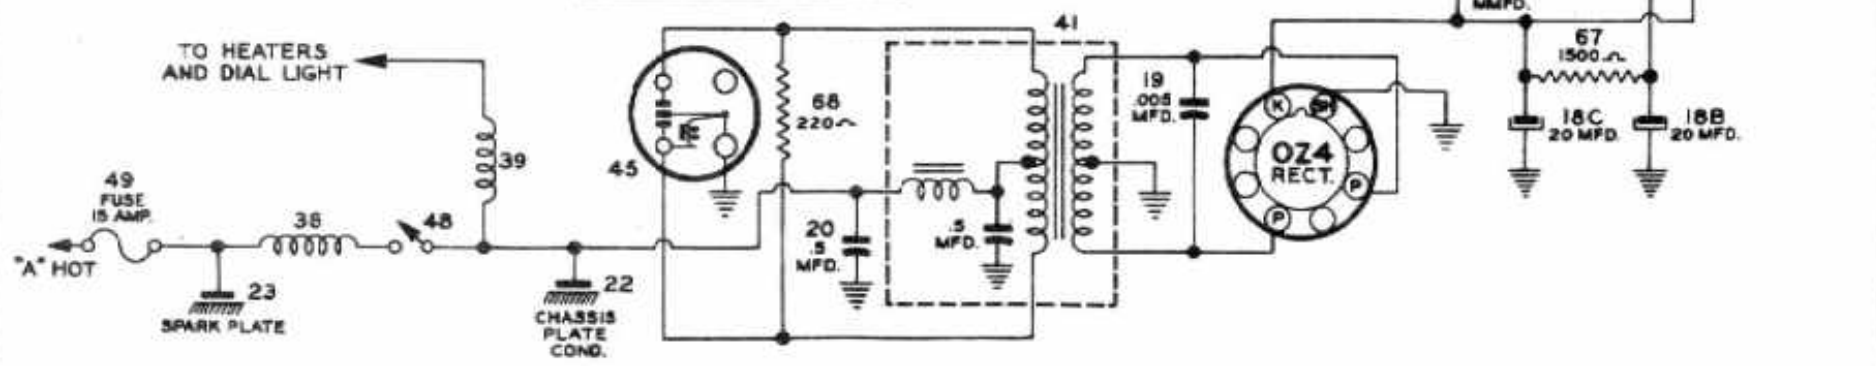 41
MMFD.
TO HEATERS
AND DIAL LIGHT
67
1500
19
.005
MFD.
68
220
K
OZ4
RECT.
P
P
18C
20 MFD.
18B
20 MFD.
39
45
49
FUSE
15 AMP.
38
48
20
.5
MFD.
.5
MFD.
"A" HOT
23
SPARK PLATE
22
CHASSIS
PLATE
COND.